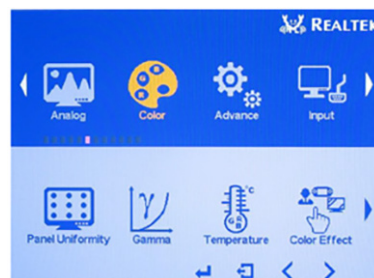 REALTEK
Analog
Color
Advance
Input
Panel Uniformity
γ
Gamma
°C
Temperature
Color Effect